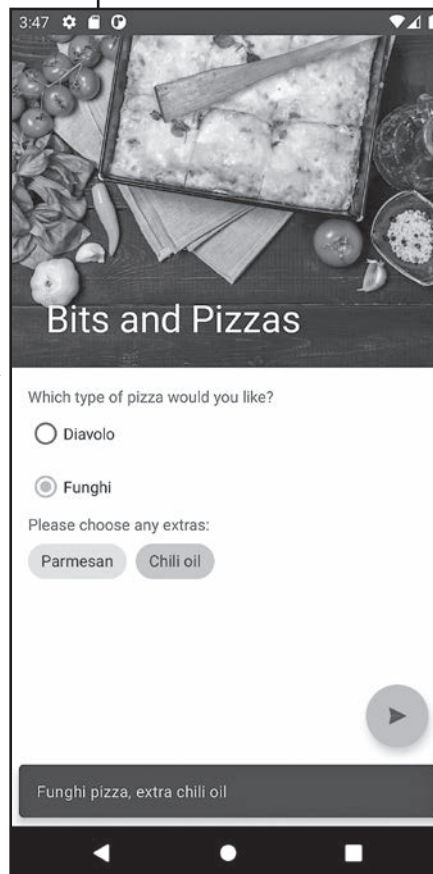 3:47
Bits and Pizzas
Which type of pizza would you like?
Diavolo
Funghi
Please choose any extras:
Parmesan
Chili oil
Funghi pizza, extra chili oil